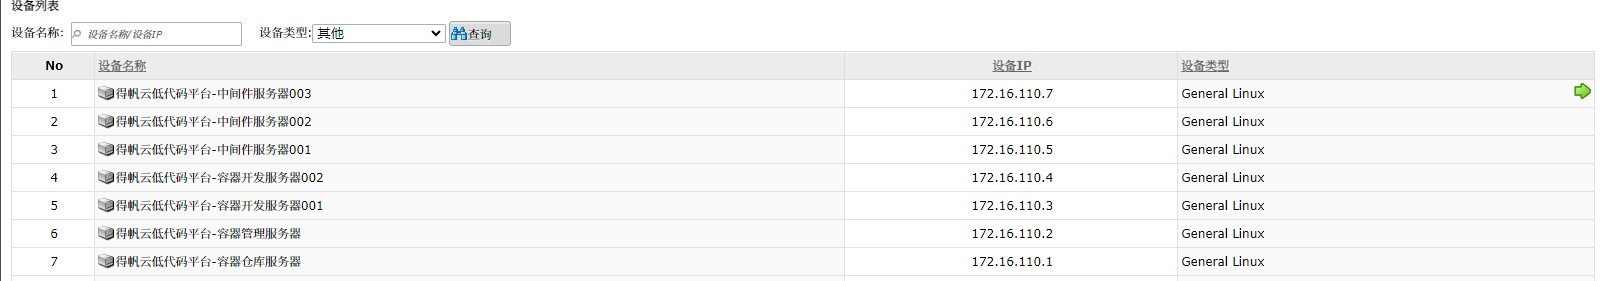 设备列表
设备名称: 设备名称/设备IP 设备类型: 其他 查询
No 设备名称 设备IP 设备类型
1 得帆云低代码平台-中间件服务器003 172.16.110.7 General Linux
2 得帆云低代码平台-中间件服务器002 172.16.110.6 General Linux
3 得帆云低代码平台-中间件服务器001 172.16.110.5 General Linux
4 得帆云低代码平台-容器开发服务器002 172.16.110.4 General Linux
5 得帆云低代码平台-容器开发服务器001 172.16.110.3 General Linux
6 得帆云低代码平台-容器管理服务器 172.16.110.2 General Linux
7 得帆云低代码平台-容器仓库服务器 172.16.110.1 General Linux